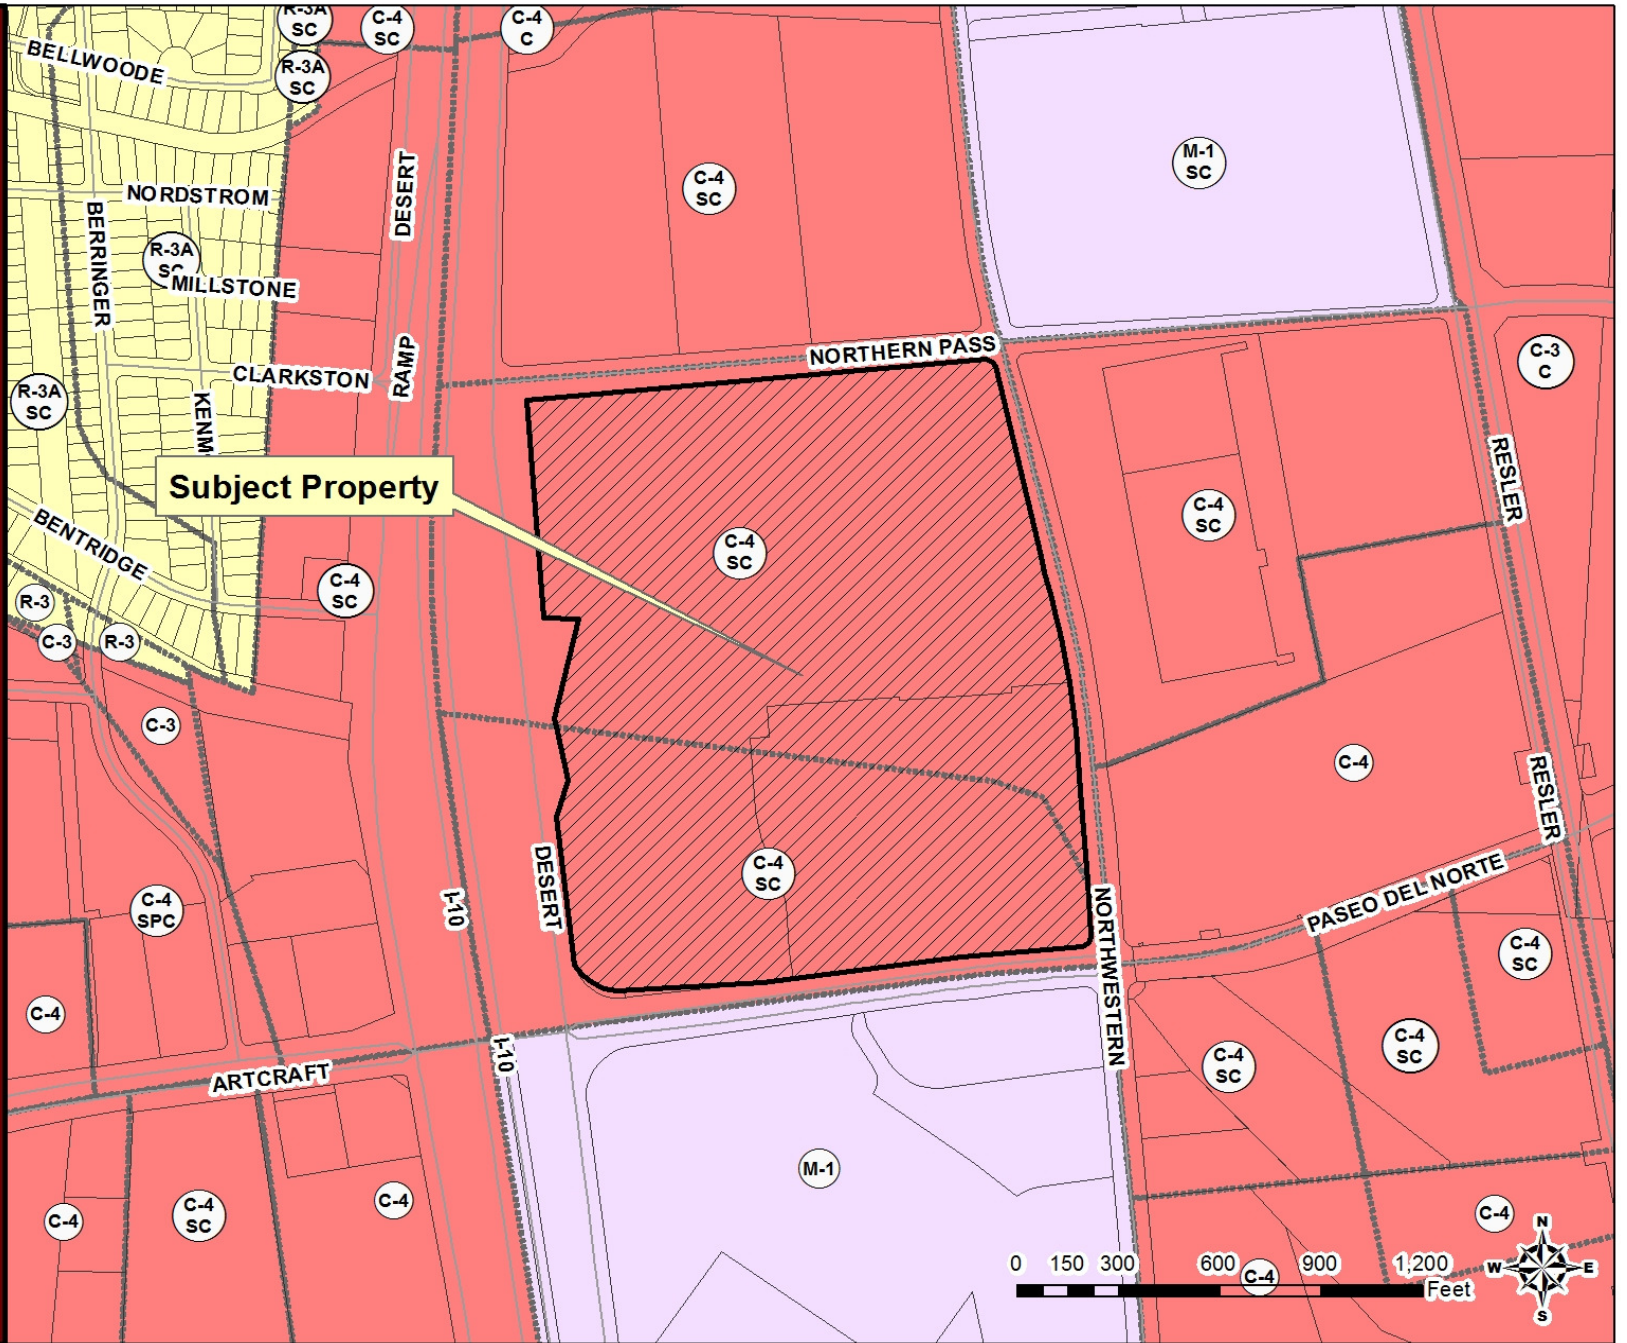 R-3A
SC
C-4
SC
C-4
C
BELLWOODE
R-3A
SC
DESERT
M-1
SC
C-4
SC
NORDSTROM
BERRINGER
R-3A
SC
MILLSTONE
RAMP
NORTHERN PASS
C-3
C
CLARKSTON
R-3A
SC
KENM
RESLER
Subject Property
C-4
SC
C-4
SC
BENTRIDGE
C-4
SC
R-3
C-3
R-3
C-3
C-4
RESLER
DESERT
C-4
SC
I-10
C-4
SPC
PASEO DEL NORTE
NORTHWESTERN
C-4
SC
C-4
I-10
C-4
SC
C-4
SC
ARTCRAFT
M-1
C-4
C-4
SC
C-4
C-4
N
W
E
S
0 150 300 600 900 1,200
Feet
C-4